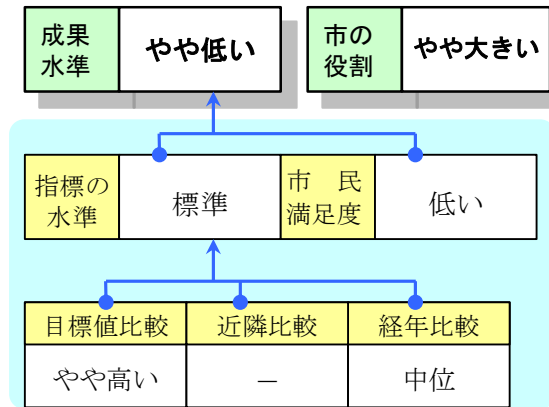 成果
水準
やや低い
市の
役割
やや大きい
指標の
水準
標準
市　民
満足度
低い
目標値比較
近隣比較
経年比較
やや高い
－
中位